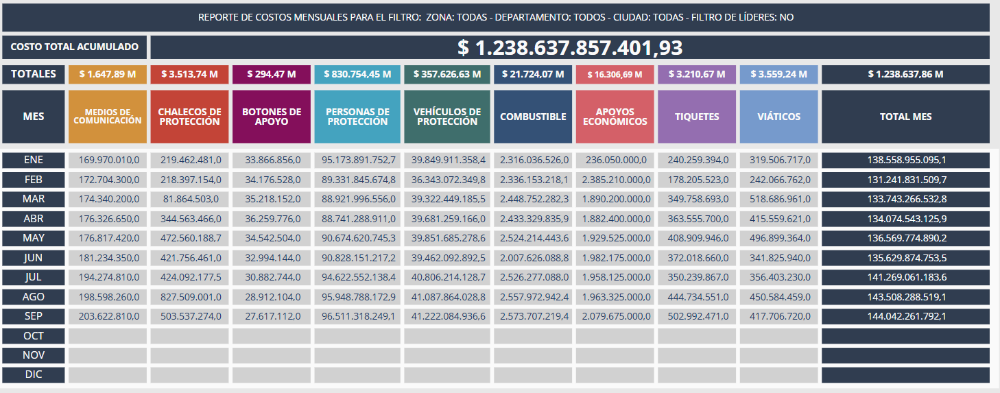 REPORTE DE COSTOS MENSUALES PARA EL FILTRO: ZONA: TODAS - DEPARTAMENTO: TODOS - CIUDAD: TODAS - FILTRO DE LÍDERES: NO
COSTO TOTAL ACUMULADO $ 1.238.637.857.401,93
TOTALES $ 1.647,89 M $ 3.513,74 M $ 294,47 M $ 830.754,45 M $ 357.626,63 M $ 21.724,07 M $ 16.306,69 M $ 3.210,67 M $ 3.559,24 M $ 1.238.637,86 M
MES MEDIOS DE COMUNICACIÓN CHALECOS DE PROTECCIÓN BOTONES DE APOYO PERSONAS DE PROTECCIÓN VEHÍCULOS DE PROTECCIÓN COMBUSTIBLE APOYOS ECONÓMICOS TIQUETES VIÁTICOS TOTAL MES
ENE 169.970.010,0 219.462.481,0 33.866.856,0 95.173.891.752,7 39.849.911.358,4 2.316.036.526,0 236.050.000,0 240.259.394,0 319.506.717,0 138.558.955.095,1
FEB 172.704.300,0 218.397.154,0 34.176.528,0 89.331.845.674,8 36.343.072.349,8 2.336.153.218,1 2.385.210.000,0 178.205.523,0 242.066.762,0 131.241.831.509,7
MAR 174.340.200,0 81.864.503,0 35.218.152,0 88.921.996.556,0 39.322.449.185,5 2.448.752.282,3 1.890.200.000,0 349.758.693,0 518.686.961,0 133.743.266.532,8
ABR 176.326.650,0 344.563.466,0 36.259.776,0 88.741.288.911,0 39.681.259.166,0 2.433.329.835,9 1.882.400.000,0 363.555.700,0 415.559.621,0 134.074.543.125,9
MAY 176.817.420,0 472.560.188,7 34.542.504,0 90.674.620.745,3 39.851.685.278,6 2.524.214.443,6 1.929.525.000,0 408.909.946,0 496.899.364,0 136.569.774.890,2
JUN 181.234.350,0 421.756.461,0 32.994.144,0 90.828.151.217,2 39.462.092.892,5 2.007.626.088,8 1.982.175.000,0 372.018.660,0 341.825.940,0 135.629.874.753,5
JUL 194.274.810,0 424.092.177,5 30.882.744,0 94.622.552.138,4 40.806.214.128,7 2.526.277.088,0 1.958.125.000,0 350.239.867,0 356.403.230,0 141.269.061.183,6
AGO 198.598.260,0 827.509.001,0 28.912.104,0 95.948.788.172,9 41.087.864.028,8 2.557.972.942,4 1.963.325.000,0 444.734.551,0 450.584.459,0 143.508.288.519,1
SEP 203.622.810,0 503.537.274,0 27.617.112,0 96.511.318.249,1 41.222.084.936,6 2.573.707.219,4 2.079.675.000,0 502.992.471,0 417.706.720,0 144.042.261.792,1
OCT
NOV
DIC